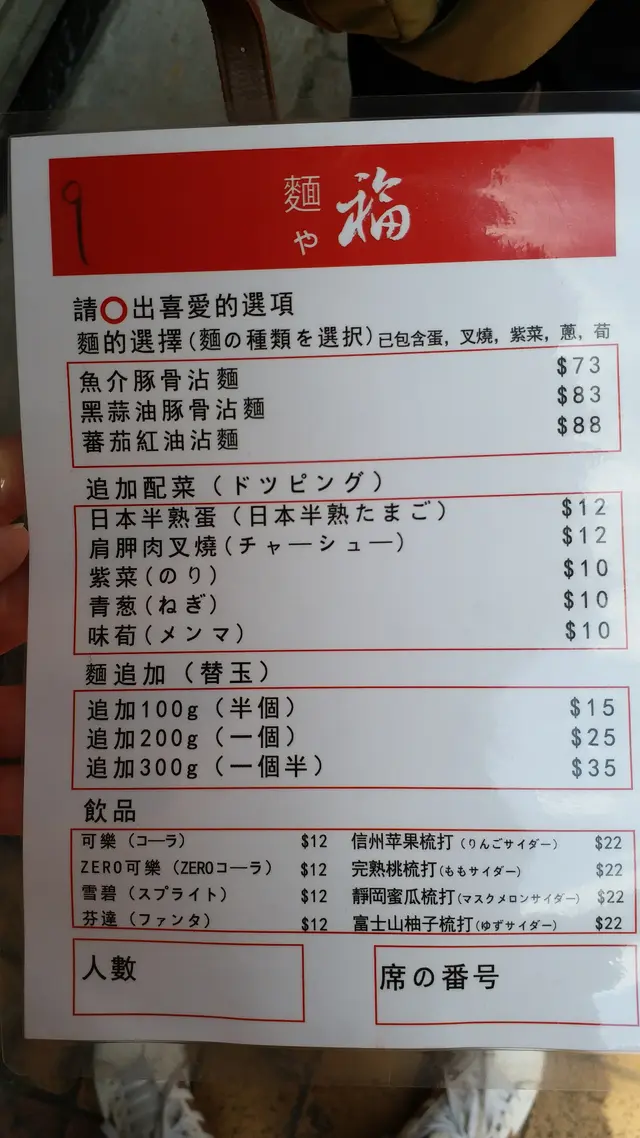 9
麵や 福
請⭕出喜愛的選項
麵的選擇(麵の種類を選択)已包含蛋,叉燒,紫菜,蔥,荀
魚介豚骨沾麵 $73
黑蒜油豚骨沾麵 $83
蕃茄紅油沾麵 $88
追加配菜(ドツピング)
日本半熟蛋(日本半熟たまご) $12
肩胛肉叉燒(チャーシュー) $12
紫菜(のり) $10
青葱(ねぎ) $10
味荀(メンマ) $10
麵追加(替玉)
追加100g(半個) $15
追加200g(一個) $25
追加300g(一個半) $35
飲品
可樂(コーラ) $12 信州苹果梳打(りんごサイダー) $22
ZERO可樂(ZEROコーラ) $12 完熟桃梳打(ももサイダー) $22
雪碧(スプライト) $12 靜岡蜜瓜梳打(マスクメロンサイダー) $22
芬達(ファンタ) $12 富士山柚子梳打(ゆずサイダー) $22
人數 席の番号